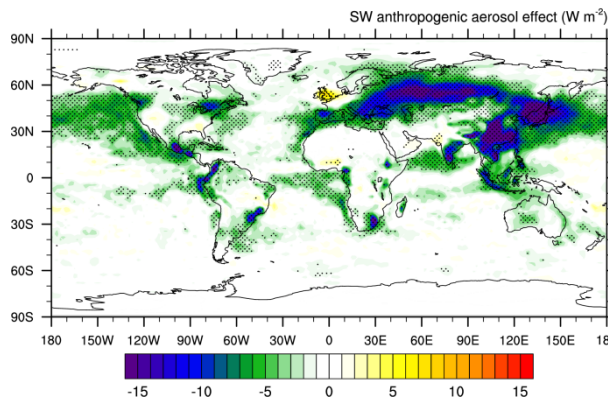 SW anthropogenic aerosol effect (W m-2)
90N
60N
30N
0
30S
60S
90S
180 150W 120W 90W 60W 30W 0 30E 60E 90E 120E 150E 180
-15 -10 -5 0 5 10 15